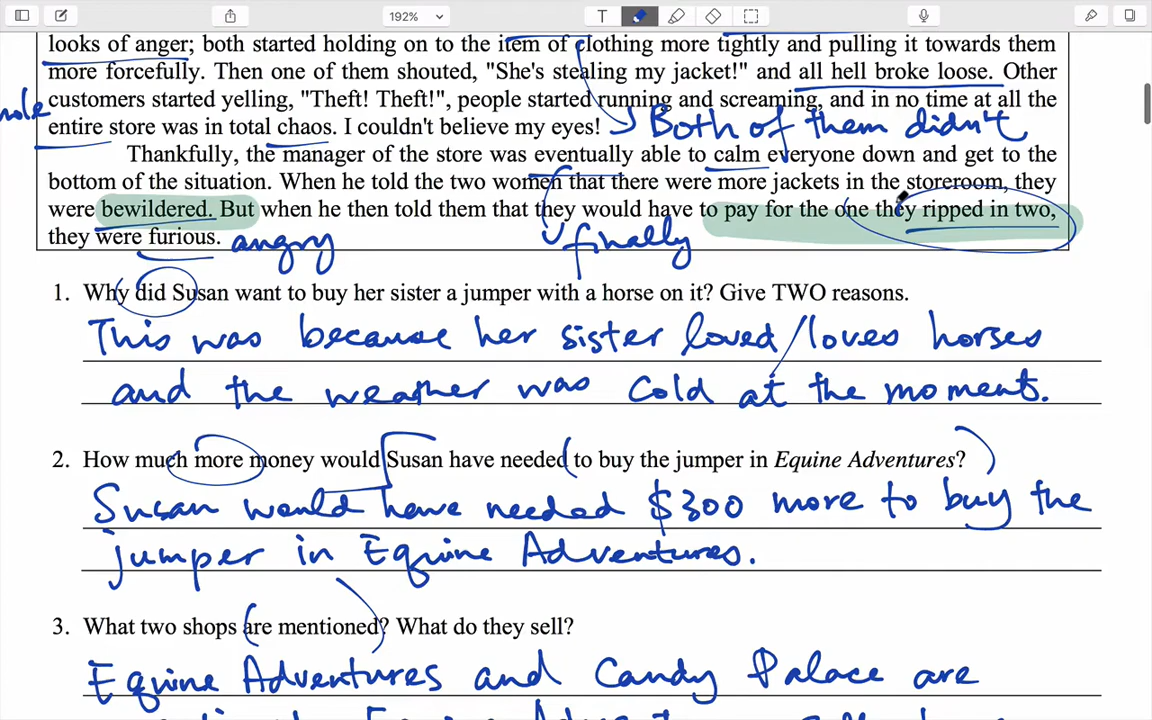 192%
looks of anger; both started holding on to the item of clothing more tightly and pulling it towards them
more forcefully. Then one of them shouted, "She's stealing my jacket!" and all hell broke loose. Other
customers started yelling, "Theft! Theft!", people started running and screaming, and in no time at all the
entire store was in total chaos. I couldn't believe my eyes! Both of them didn't
Thankfully, the manager of the store was eventually able to calm everyone down and get to the
bottom of the situation. When he told the two women that there were more jackets in the storeroom, they
were bewildered. But when he then told them that they would have to pay for the one they ripped in two,
they were furious. angry finally
1. Why did Susan want to buy her sister a jumper with a horse on it? Give TWO reasons.
This was because her sister loved/loves horses
and the weather was cold at the moment.
2. How much more money would Susan have needed to buy the jumper in Equine Adventures?
Susan would have needed $300 more to buy the
jumper in Equine Adventures.
3. What two shops are mentioned? What do they sell?
Equine Adventures and Candy Palace are